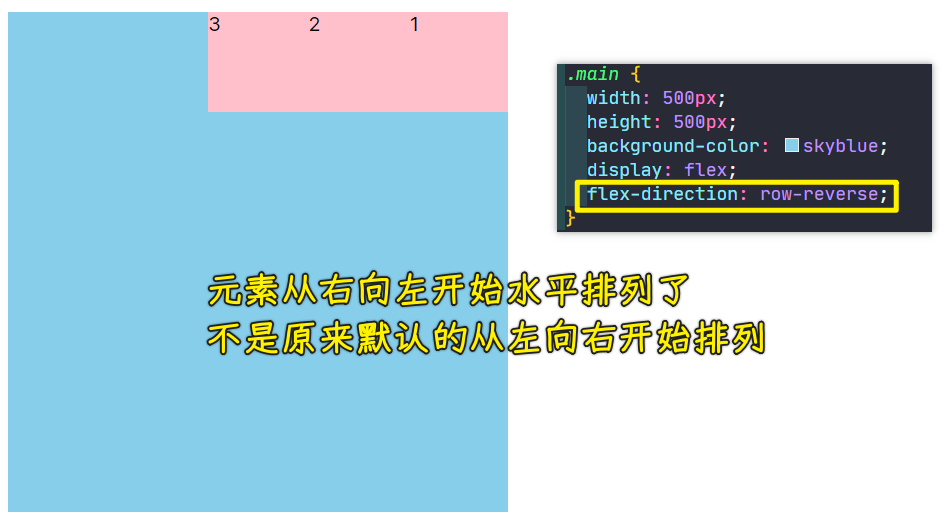 3 2 1
.main {
width: 500px;
height: 500px;
background-color: skyblue;
display: flex;
flex-direction: row-reverse;
}
元素从右向左开始水平排列了
不是原来默认的从左向右开始排列